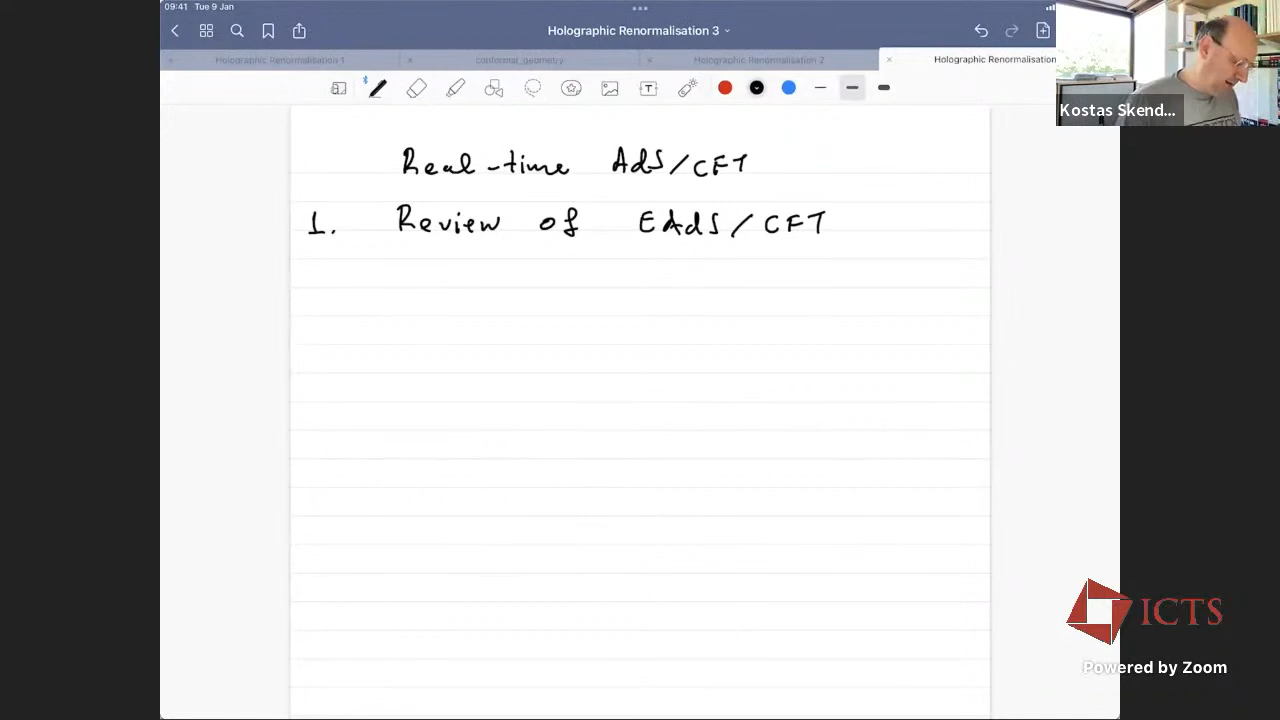 09:41 Tue 9 Jan
Holographic Renormalisation 3
Holographic Renormalisation 1
conformal_geometry
Holographic Renormalisation 2
Holographic Renormalisation
Kostas Skend...
Real-time AdS/CFT
1. Review of EAdS/CFT
ICTS
Powered by Zoom